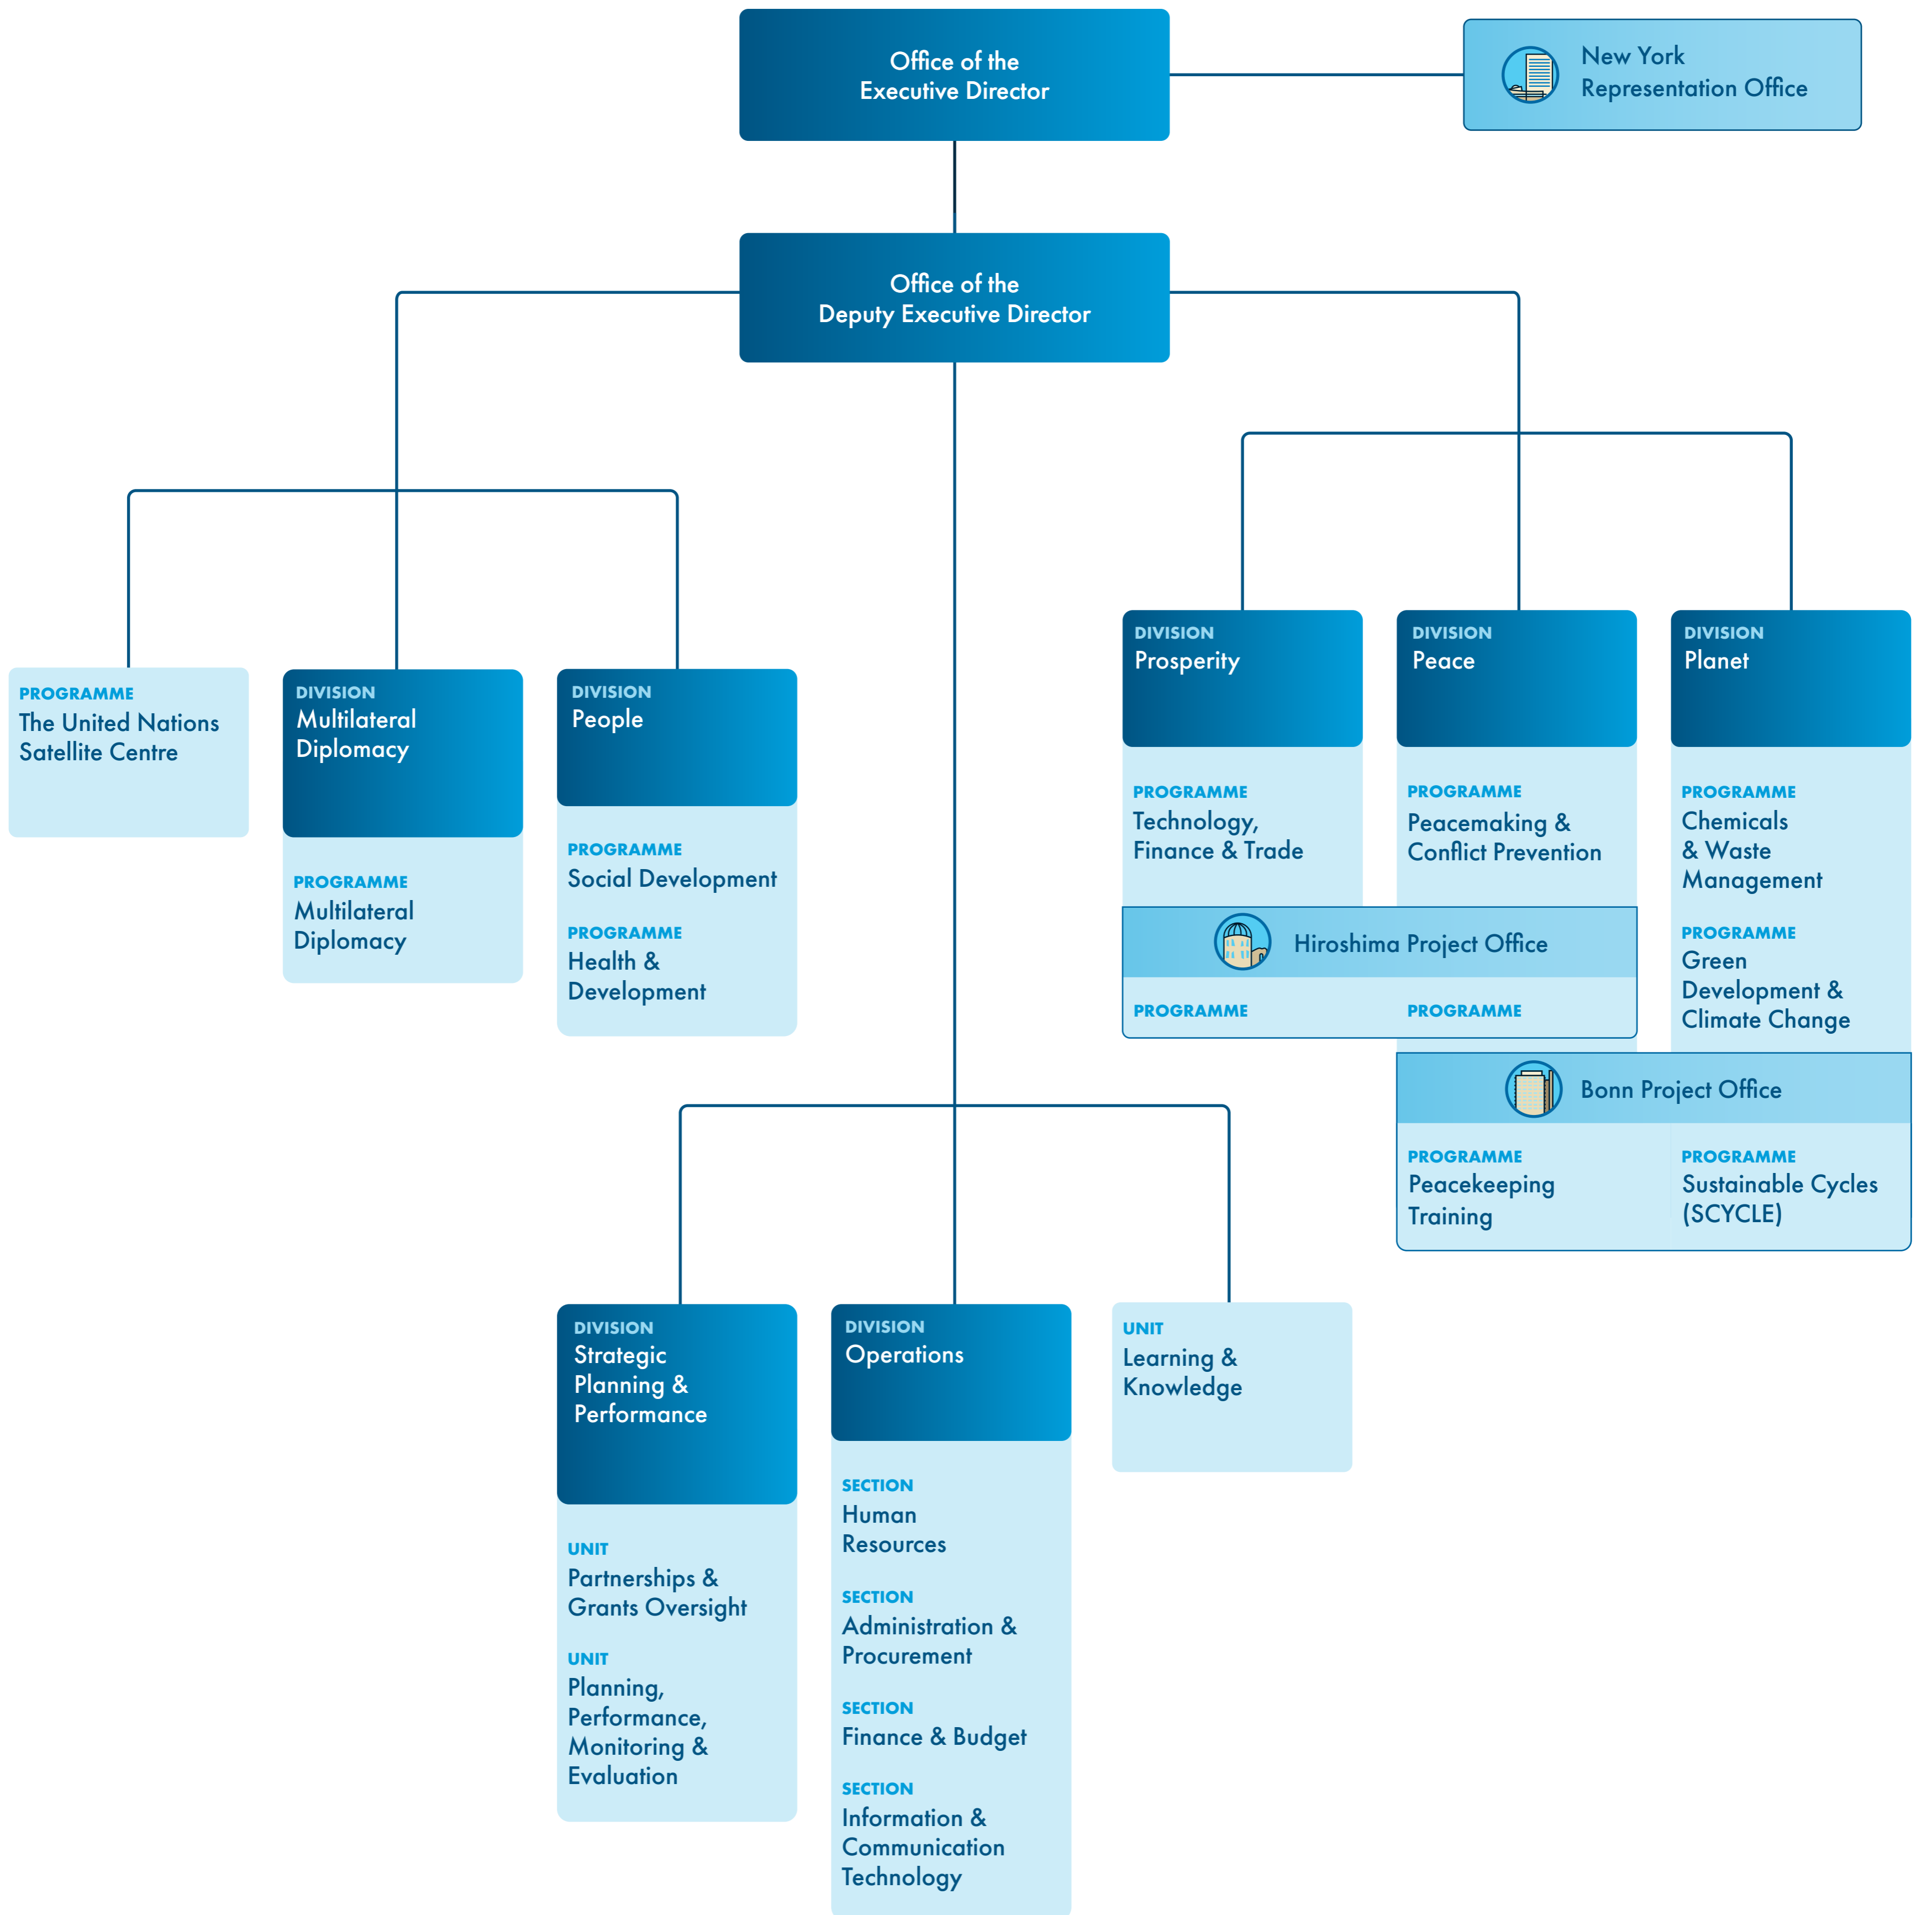 Office of the
Executive Director
New York
Representation Office
Office of the
Deputy Executive Director
PROGRAMME
The United Nations
Satellite Centre
DIVISION
Multilateral
Diplomacy
PROGRAMME
Multilateral
Diplomacy
DIVISION
People
PROGRAMME
Social Development
PROGRAMME
Health &
Development
DIVISION
Prosperity
PROGRAMME
Technology,
Finance & Trade
DIVISION
Peace
PROGRAMME
Peacemaking &
Conflict Prevention
DIVISION
Planet
PROGRAMME
Chemicals
& Waste
Management
PROGRAMME
Green
Development &
Climate Change
Hiroshima Project Office
PROGRAMME
PROGRAMME
Bonn Project Office
PROGRAMME
Peacekeeping
Training
PROGRAMME
Sustainable Cycles
(SCYCLE)
DIVISION
Strategic
Planning &
Performance
UNIT
Partnerships &
Grants Oversight
UNIT
Planning,
Performance,
Monitoring &
Evaluation
DIVISION
Operations
SECTION
Human
Resources
SECTION
Administration &
Procurement
SECTION
Finance & Budget
SECTION
Information &
Communication
Technology
UNIT
Learning &
Knowledge